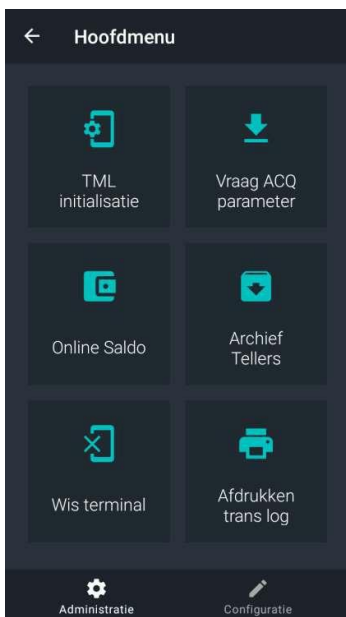 Hoofdmenu
TML
initialisatie
Vraag ACQ
parameter
Online Saldo
Archief
Tellers
Wis terminal
Afdrukken
trans log
Administratie
Configuratie